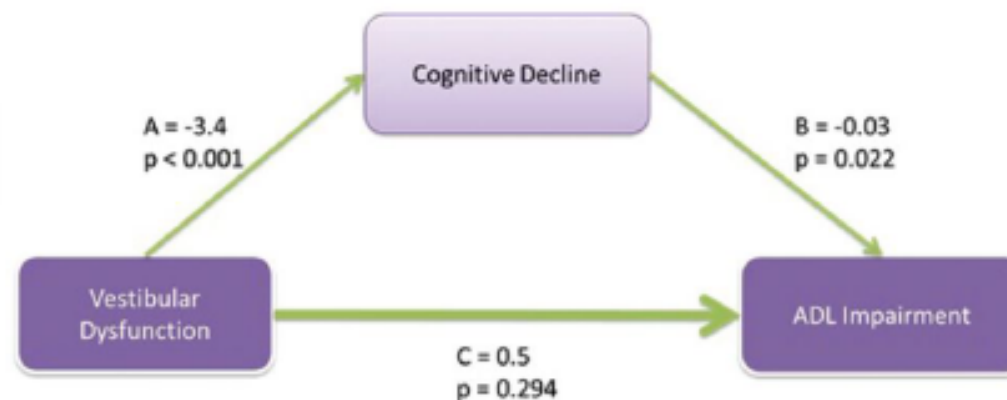 Cognitive Decline
A = -3.4
p < 0.001
B = -0.03
p = 0.022
Vestibular
Dysfunction
ADL Impairment
C = 0.5
p = 0.294